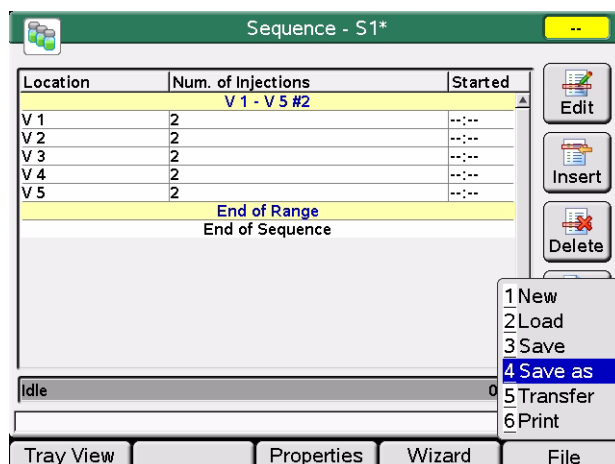 Sequence - S1*
--
Location Num. of Injections Started
V 1 - V 5 #2
V 1 2 --:--
V 2 2 --:--
V 3 2 --:--
V 4 2 --:--
V 5 2 --:--
End of Range
End of Sequence
Edit
Insert
Delete
1 New
2 Load
3 Save
4 Save as
5 Transfer
6 Print
Idle 0
Tray View Properties Wizard File